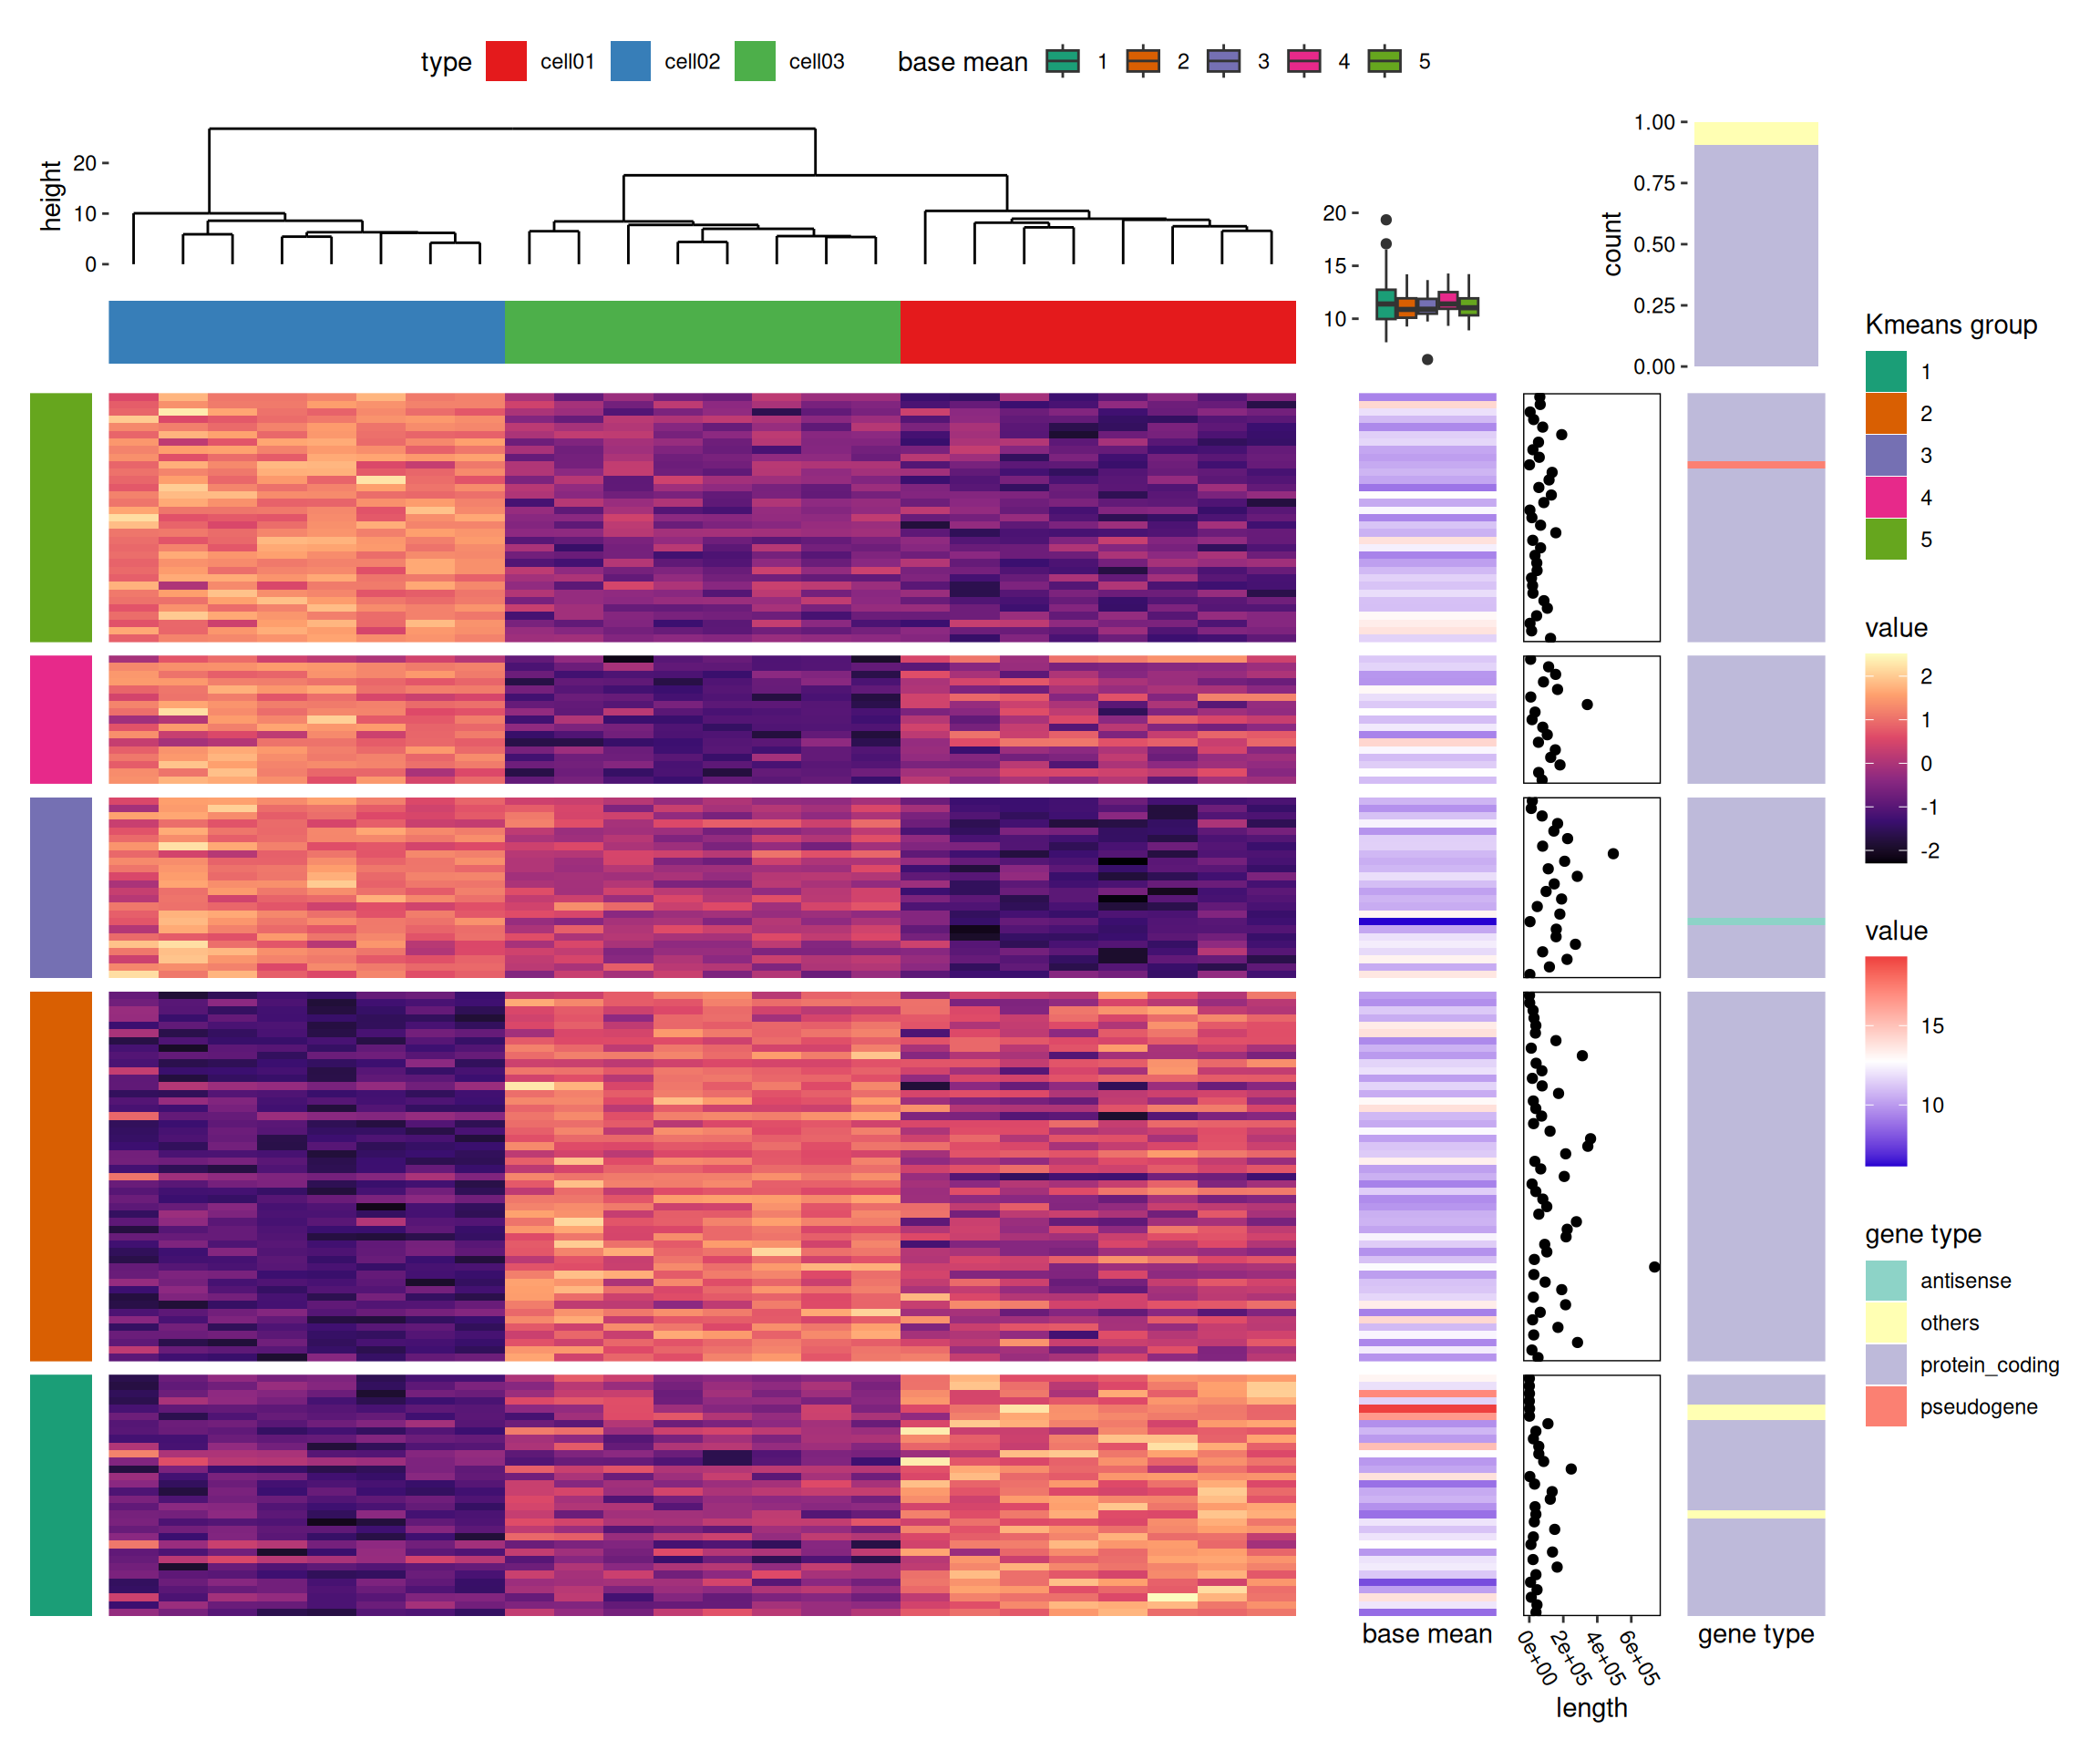 type cell01 cell02 cell03 base mean 1 2 3 4 5
height
20
10
0
20
15
10
count
1.00
0.75
0.50
0.25
0.00
Kmeans group
1
2
3
4
5
value
2
1
0
-1
-2
value
15
10
gene type
antisense
others
protein_coding
pseudogene
base mean
0e+00 2e+05 4e+05 6e+05
length
gene type